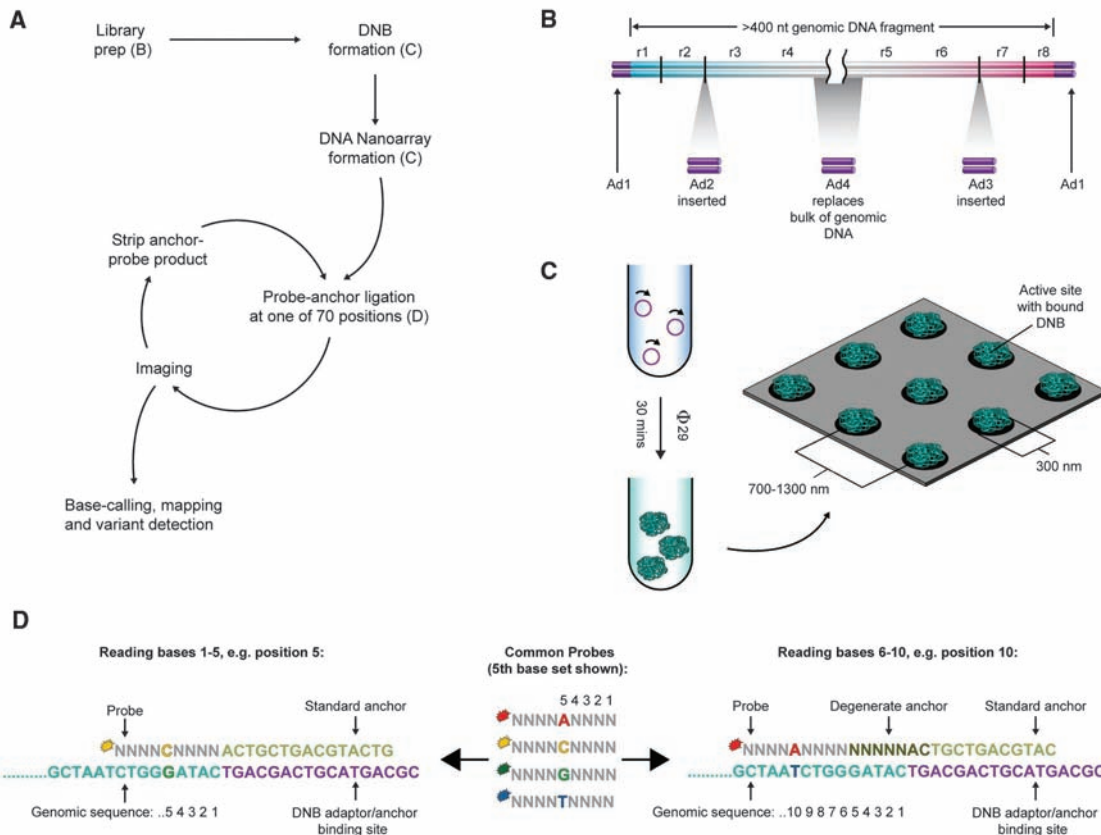 A
Library
prep (B)
DNB
formation (C)
DNA Nanoarray
formation (C)
Strip anchor-
probe product
Probe-anchor ligation
at one of 70 positions (D)
Imaging
Base-calling, mapping
and variant detection
B
>400 nt genomic DNA fragment
r1 r2 r3 r4 r5 r6 r7 r8
Ad1
Ad2
inserted
Ad4
replaces
bulk of genomic
DNA
Ad3
inserted
Ad1
C
30 mins
Φ29
Active site
with bound
DNB
300 nm
700-1300 nm
D
Reading bases 1-5, e.g. position 5:
Probe
Standard anchor
NNNNCNNNNACTGCTGACGTACTG
..........GCTAATCTGGGATACTGACGACTGCATGACGC
Genomic sequence: ..5 4 3 2 1
DNB adaptor/anchor
binding site
Common Probes
(5th base set shown):
5 4 3 2 1
NNNNANNNN
NNNNCNNNN
NNNNGNNNN
NNNNTNNNN
Reading bases 6-10, e.g. position 10:
Probe
Degenerate anchor
Standard anchor
NNNNANNNNNNNNNACTGCTGACGTAC
..........GCTAATCTGGGATACTGACGACTGCATGACGC
Genomic sequence: ..10 9 8 7 6 5 4 3 2 1
DNB adaptor/anchor
binding site